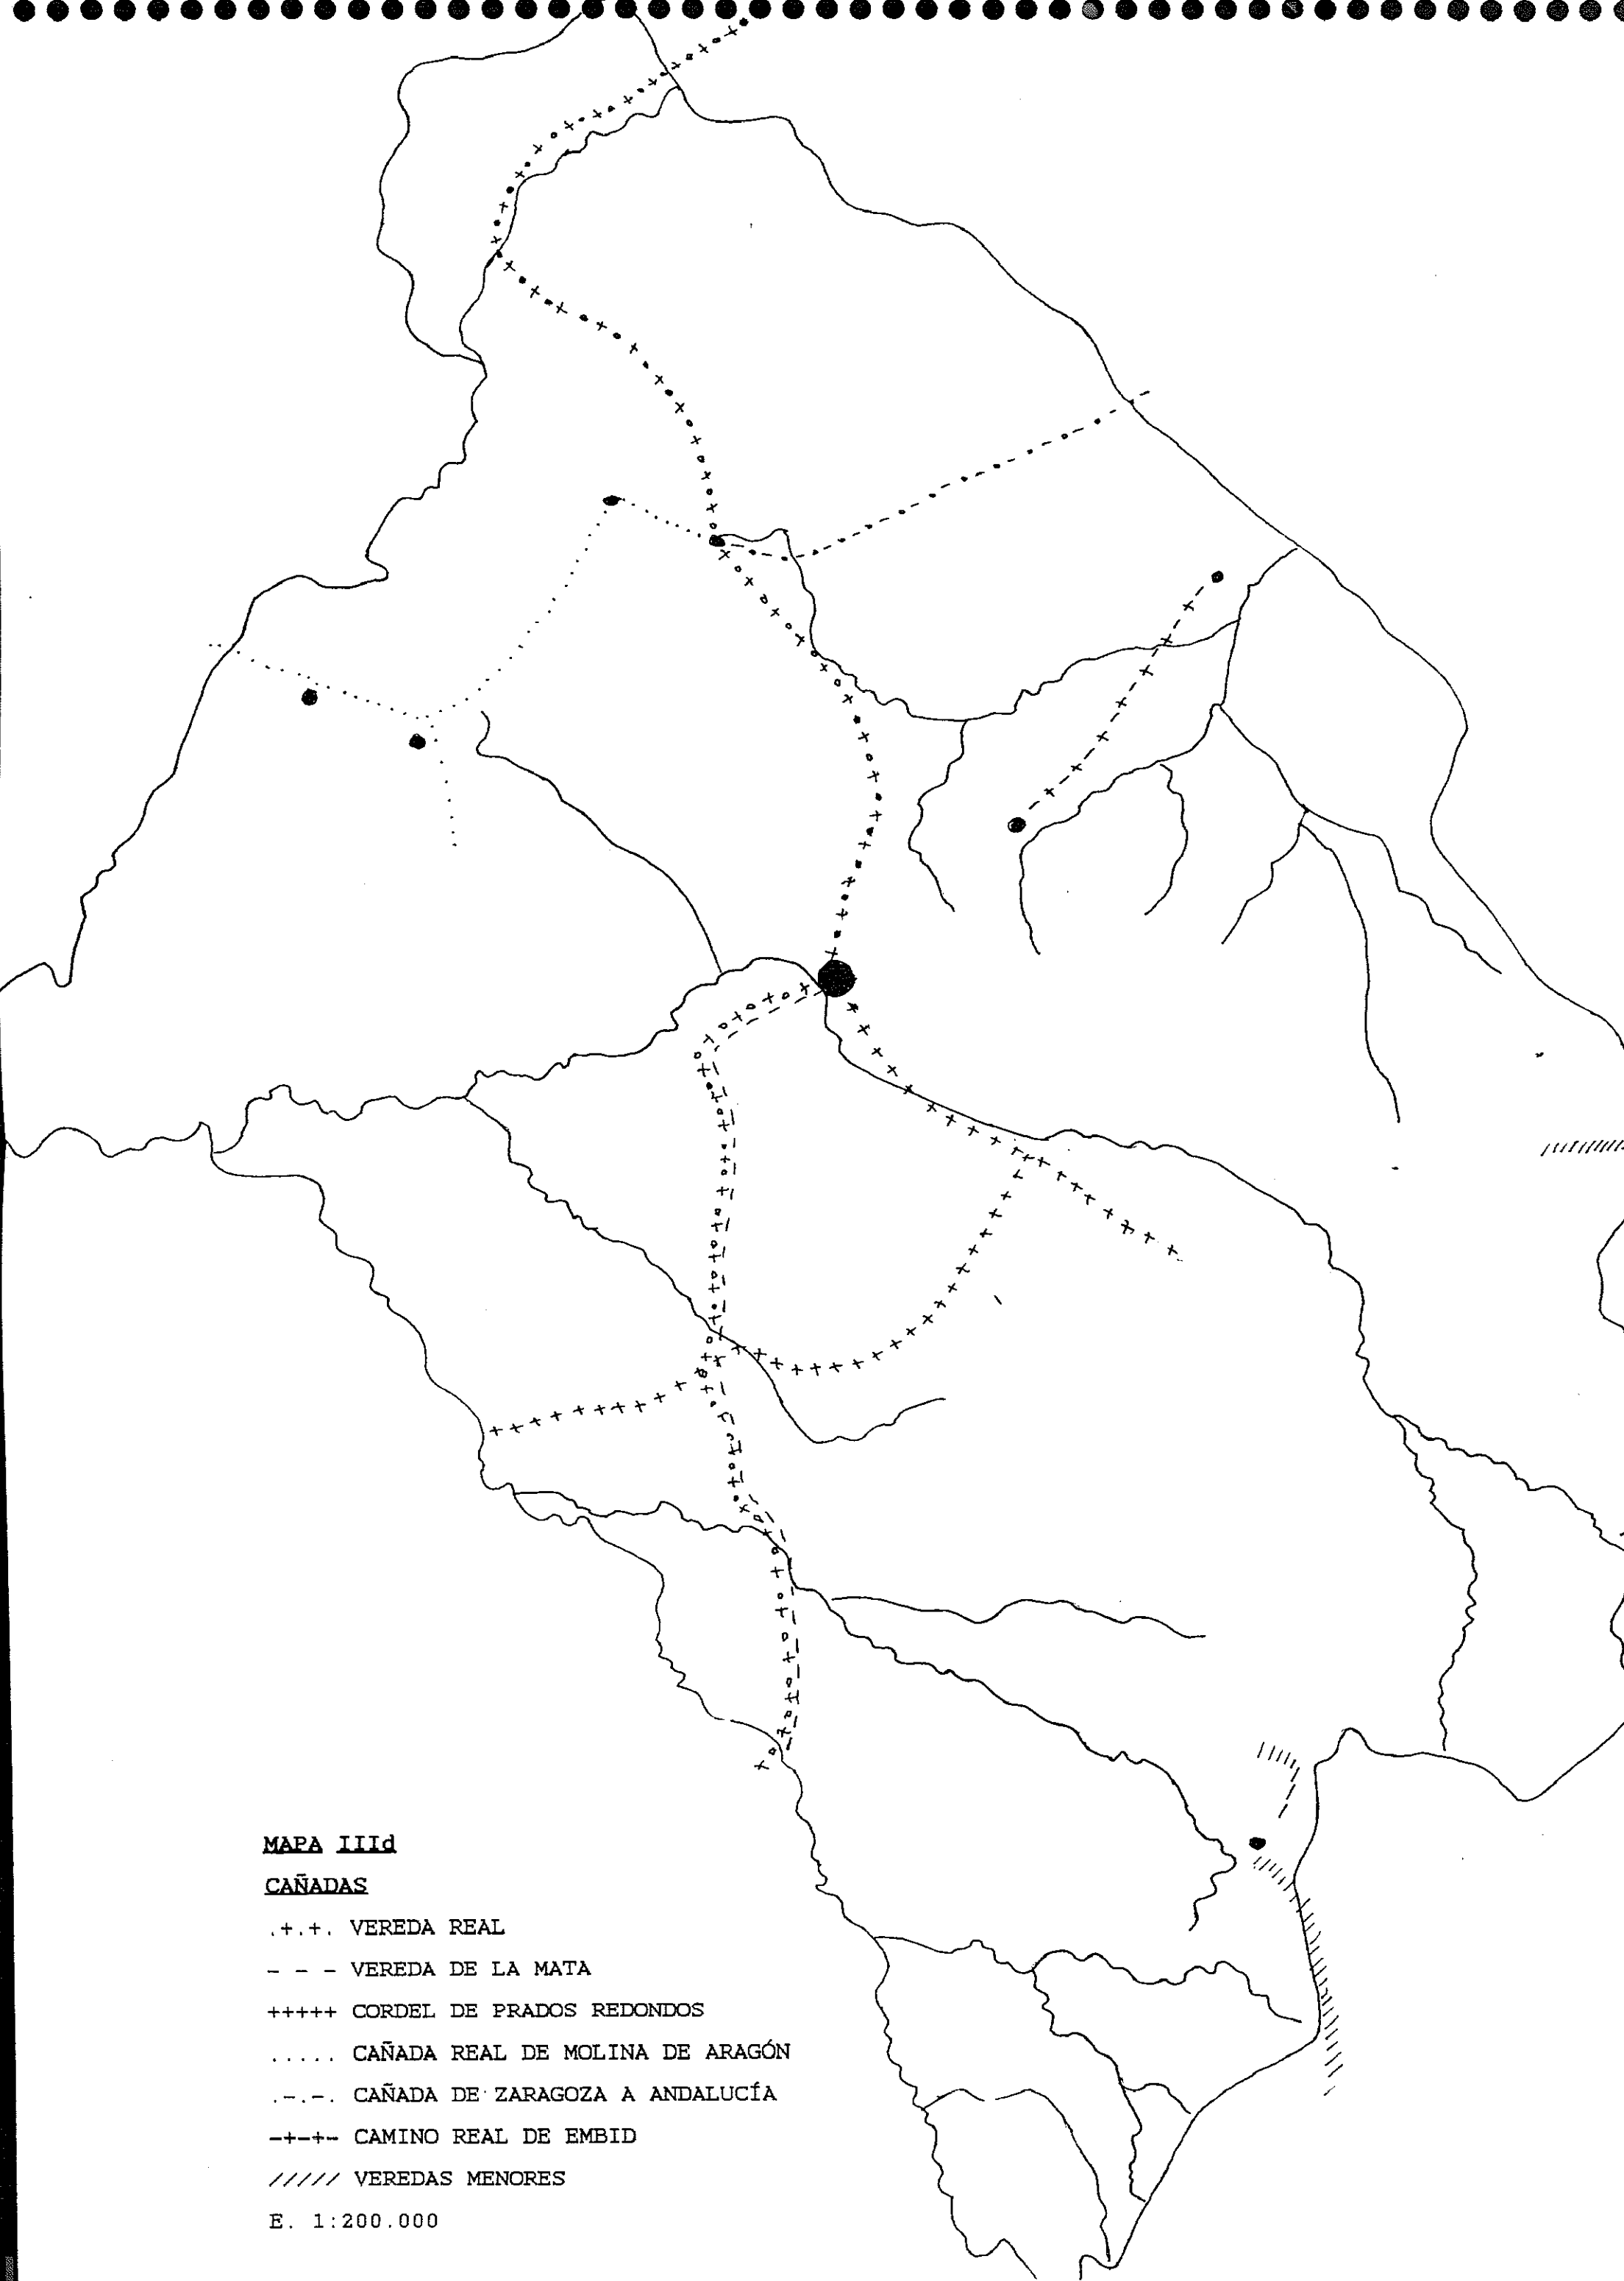 MAPA IIId
CAÑADAS
.+.+. VEREDA REAL
- - - VEREDA DE LA MATA
+++++ CORDEL DE PRADOS REDONDOS
..... CAÑADA REAL DE MOLINA DE ARAGÓN
.-.-. CAÑADA DE ZARAGOZA A ANDALUCÍA
-+-+- CAMINO REAL DE EMBID
///// VEREDAS MENORES
E. 1:200.000